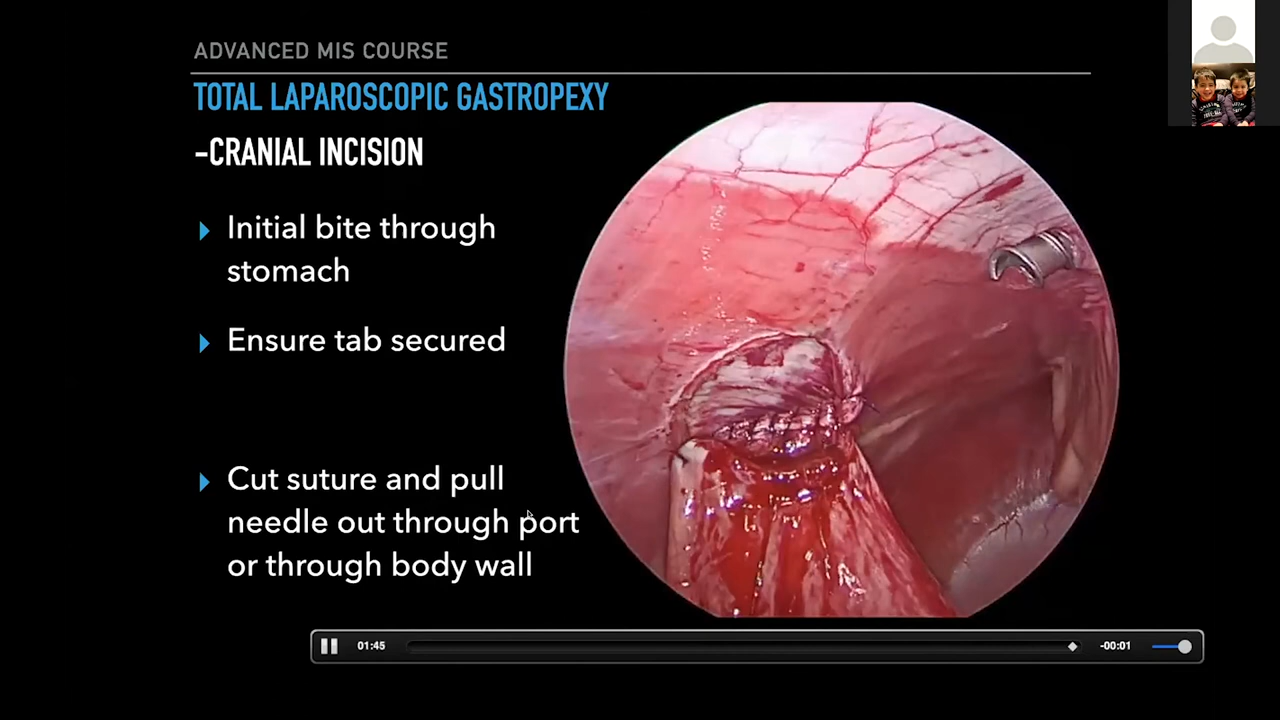 ADVANCED MIS COURSE
TOTAL LAPAROSCOPIC GASTROPEXY
-CRANIAL INCISION
Initial bite through
stomach
Ensure tab secured
Cut suture and pull
needle out through port
or through body wall
01:45
-00:01